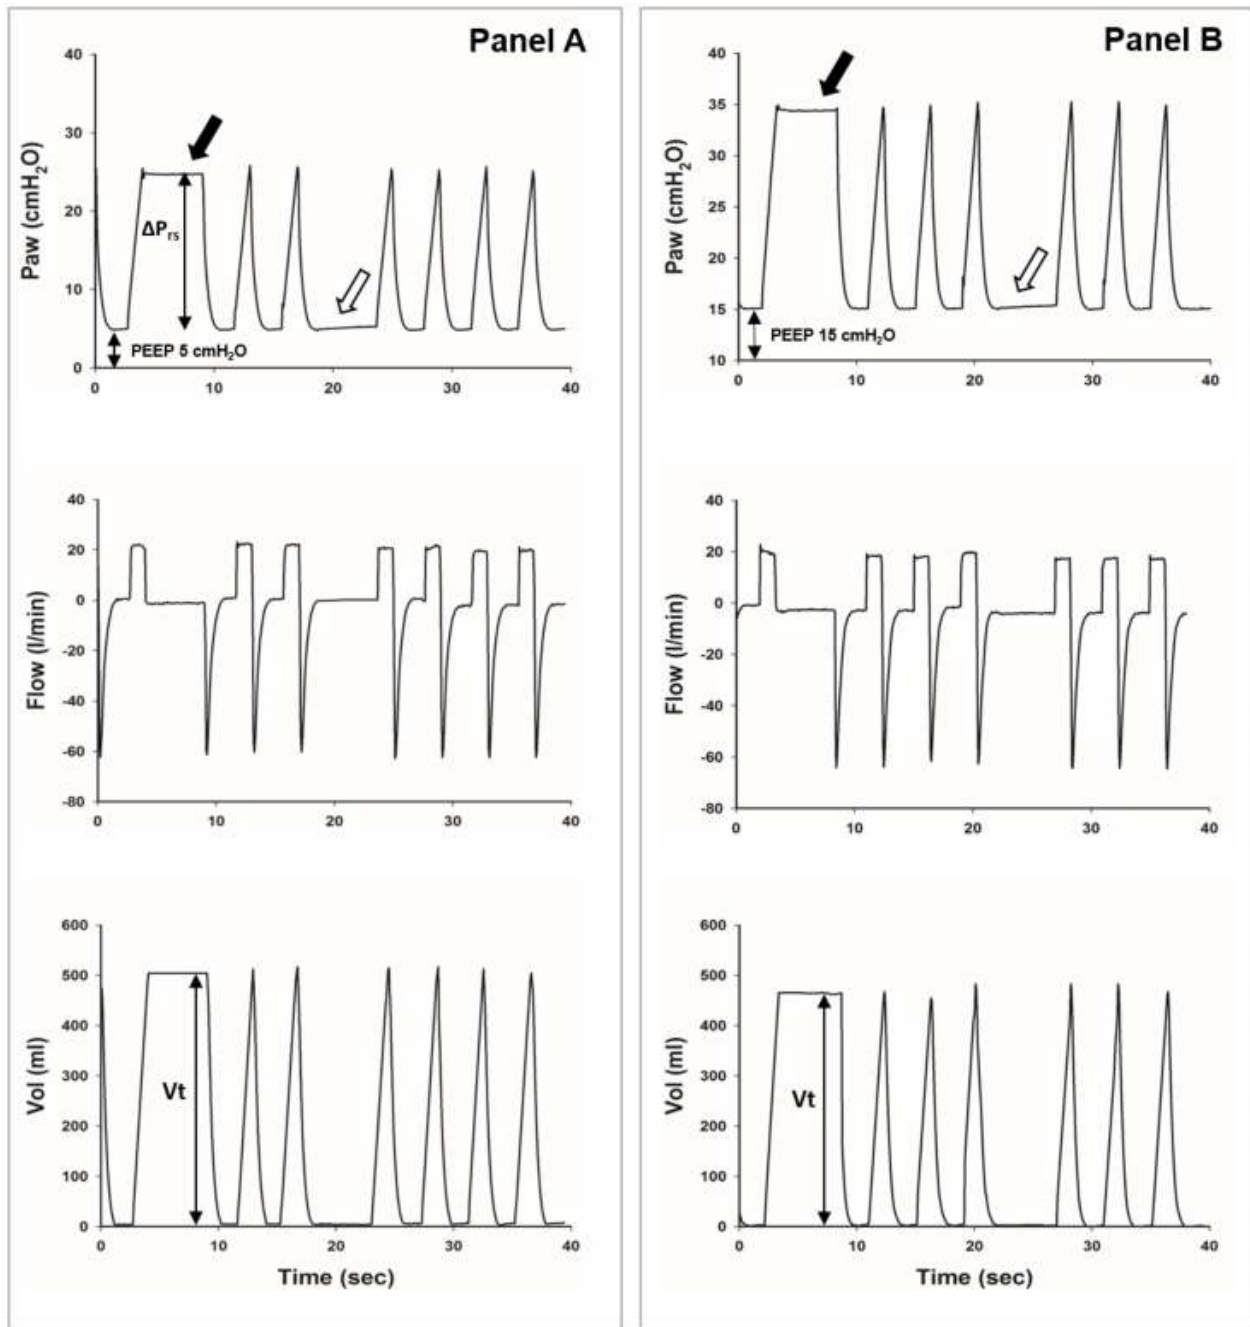 Panel A
Paw (cmH₂O)
40
30
20
10
0
ΔPrs
PEEP 5 cmH₂O
0 10 20 30 40
Flow (l/min)
40
20
0
-20
-40
-60
-80
0 10 20 30 40
Vol (ml)
600
500
400
300
200
100
0
Vt
0 10 20 30 40
Time (sec)
Panel B
Paw (cmH₂O)
40
35
30
25
20
15
10
PEEP 15 cmH₂O
0 10 20 30 40
Flow (l/min)
40
20
0
-20
-40
-60
-80
0 10 20 30 40
Vol (ml)
600
500
400
300
200
100
0
Vt
0 10 20 30 40
Time (sec)